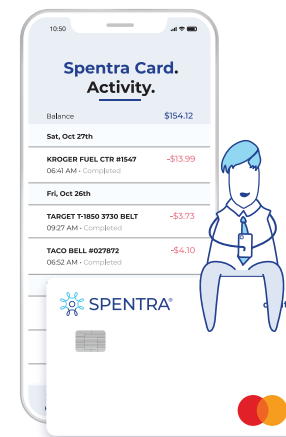 10:50
Spentra Card.
Activity.
Balance $154.12
Sat, Oct 27th
KROGER FUEL CTR #1547 -$13.99
06:41 AM • Completed
Fri, Oct 26th
TARGET T-1850 3730 BELT -$3.73
09:27 AM • Completed
TACO BELL #027872 -$4.10
06:52 AM • Completed
SPENTRA®